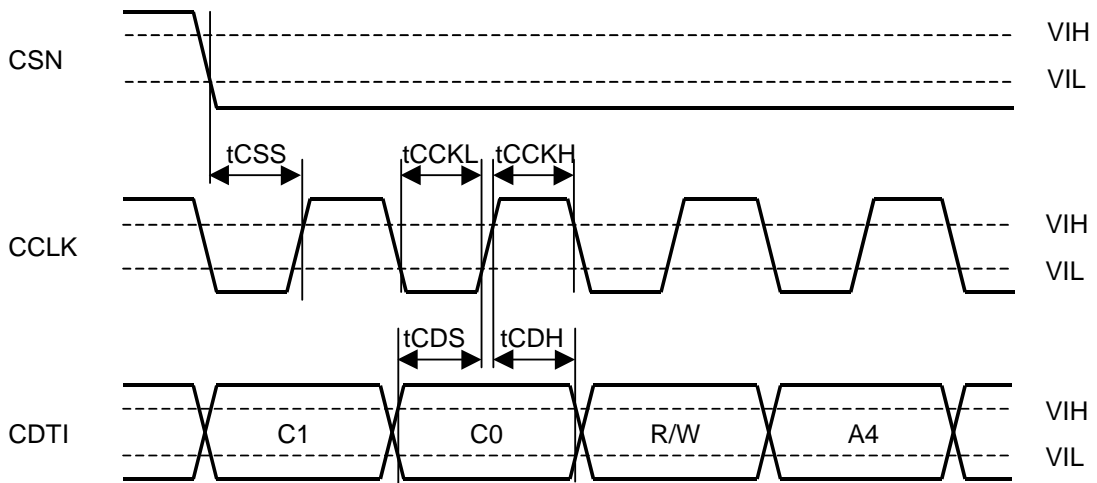 CSN
VIH
VIL
tCSS
tCCKL
tCCKH
CCLK
VIH
VIL
tCDS
tCDH
CDTI
C1
C0
R/W
A4
VIH
VIL